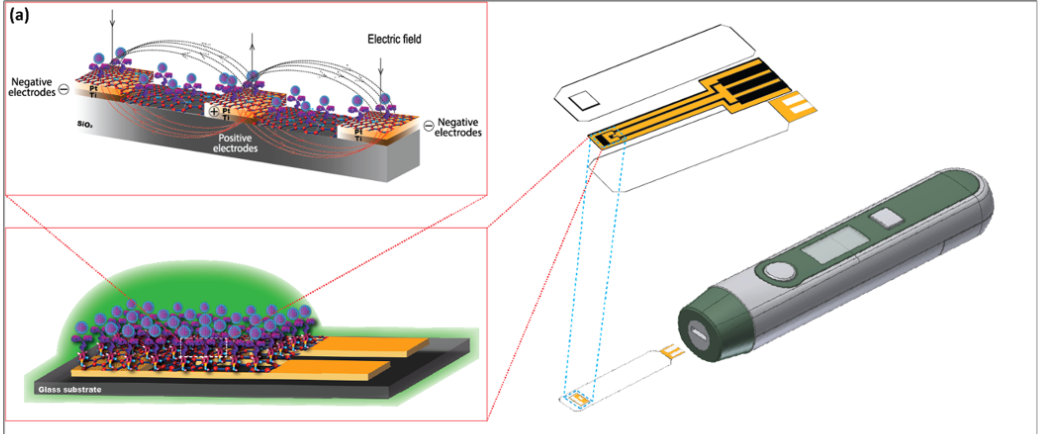 (a)
Electric field
Negative
electrodes
Pt
Ti
Pt
Ti
Pt
Ti
SiO₂
Positive
electrodes
Negative
electrodes
Glass substrate